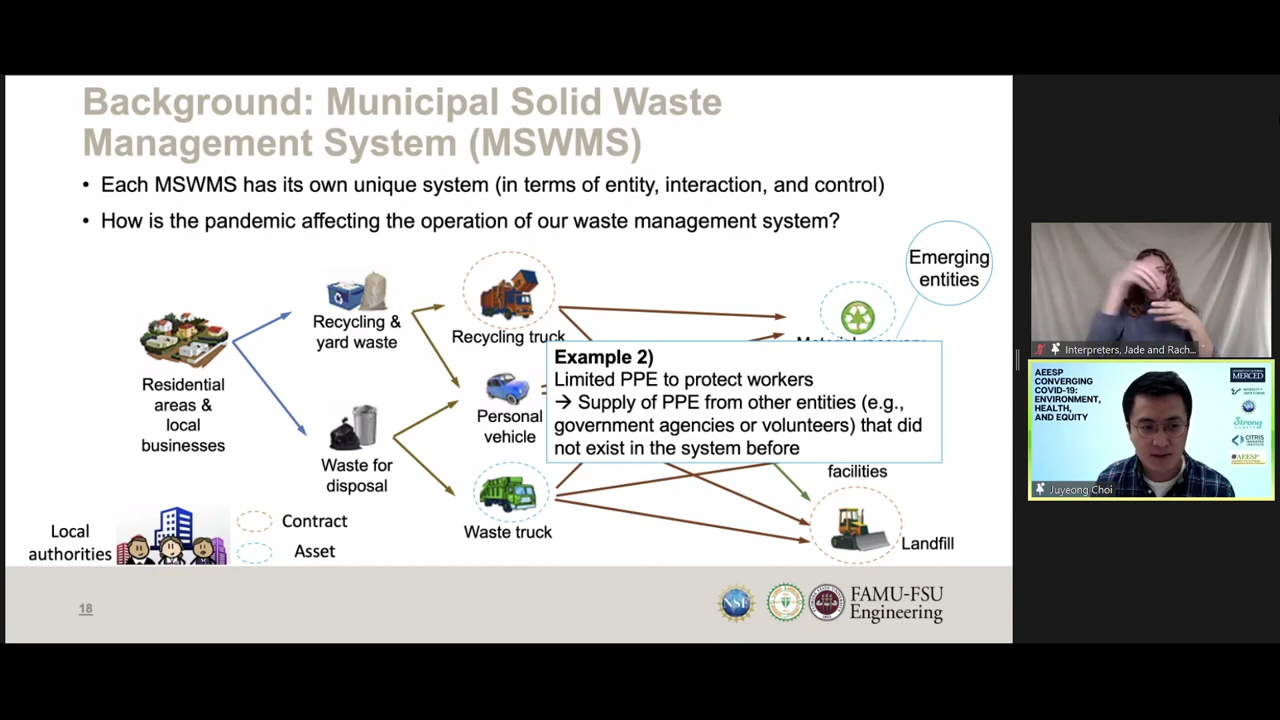 Background: Municipal Solid Waste
Management System (MSWMS)
• Each MSWMS has its own unique system (in terms of entity, interaction, and control)
• How is the pandemic affecting the operation of our waste management system?
Emerging
entities
Recycling &
yard waste
Recycling truck
Residential
areas &
local
businesses
Personal
vehicle
Example 2)
Limited PPE to protect workers
→ Supply of PPE from other entities (e.g.,
government agencies or volunteers) that did
not exist in the system before
facilities
Waste for
disposal
Waste truck
Landfill
Local
authorities
Contract
Asset
18
NSF
FAMU-FSU
Engineering
Interpreters, Jade and Rach...
AEESP
CONVERGING
COVID-19:
ENVIRONMENT,
HEALTH,
AND EQUITY
MERCED
Strong
CITRIS
AEESP
Juyeong Choi